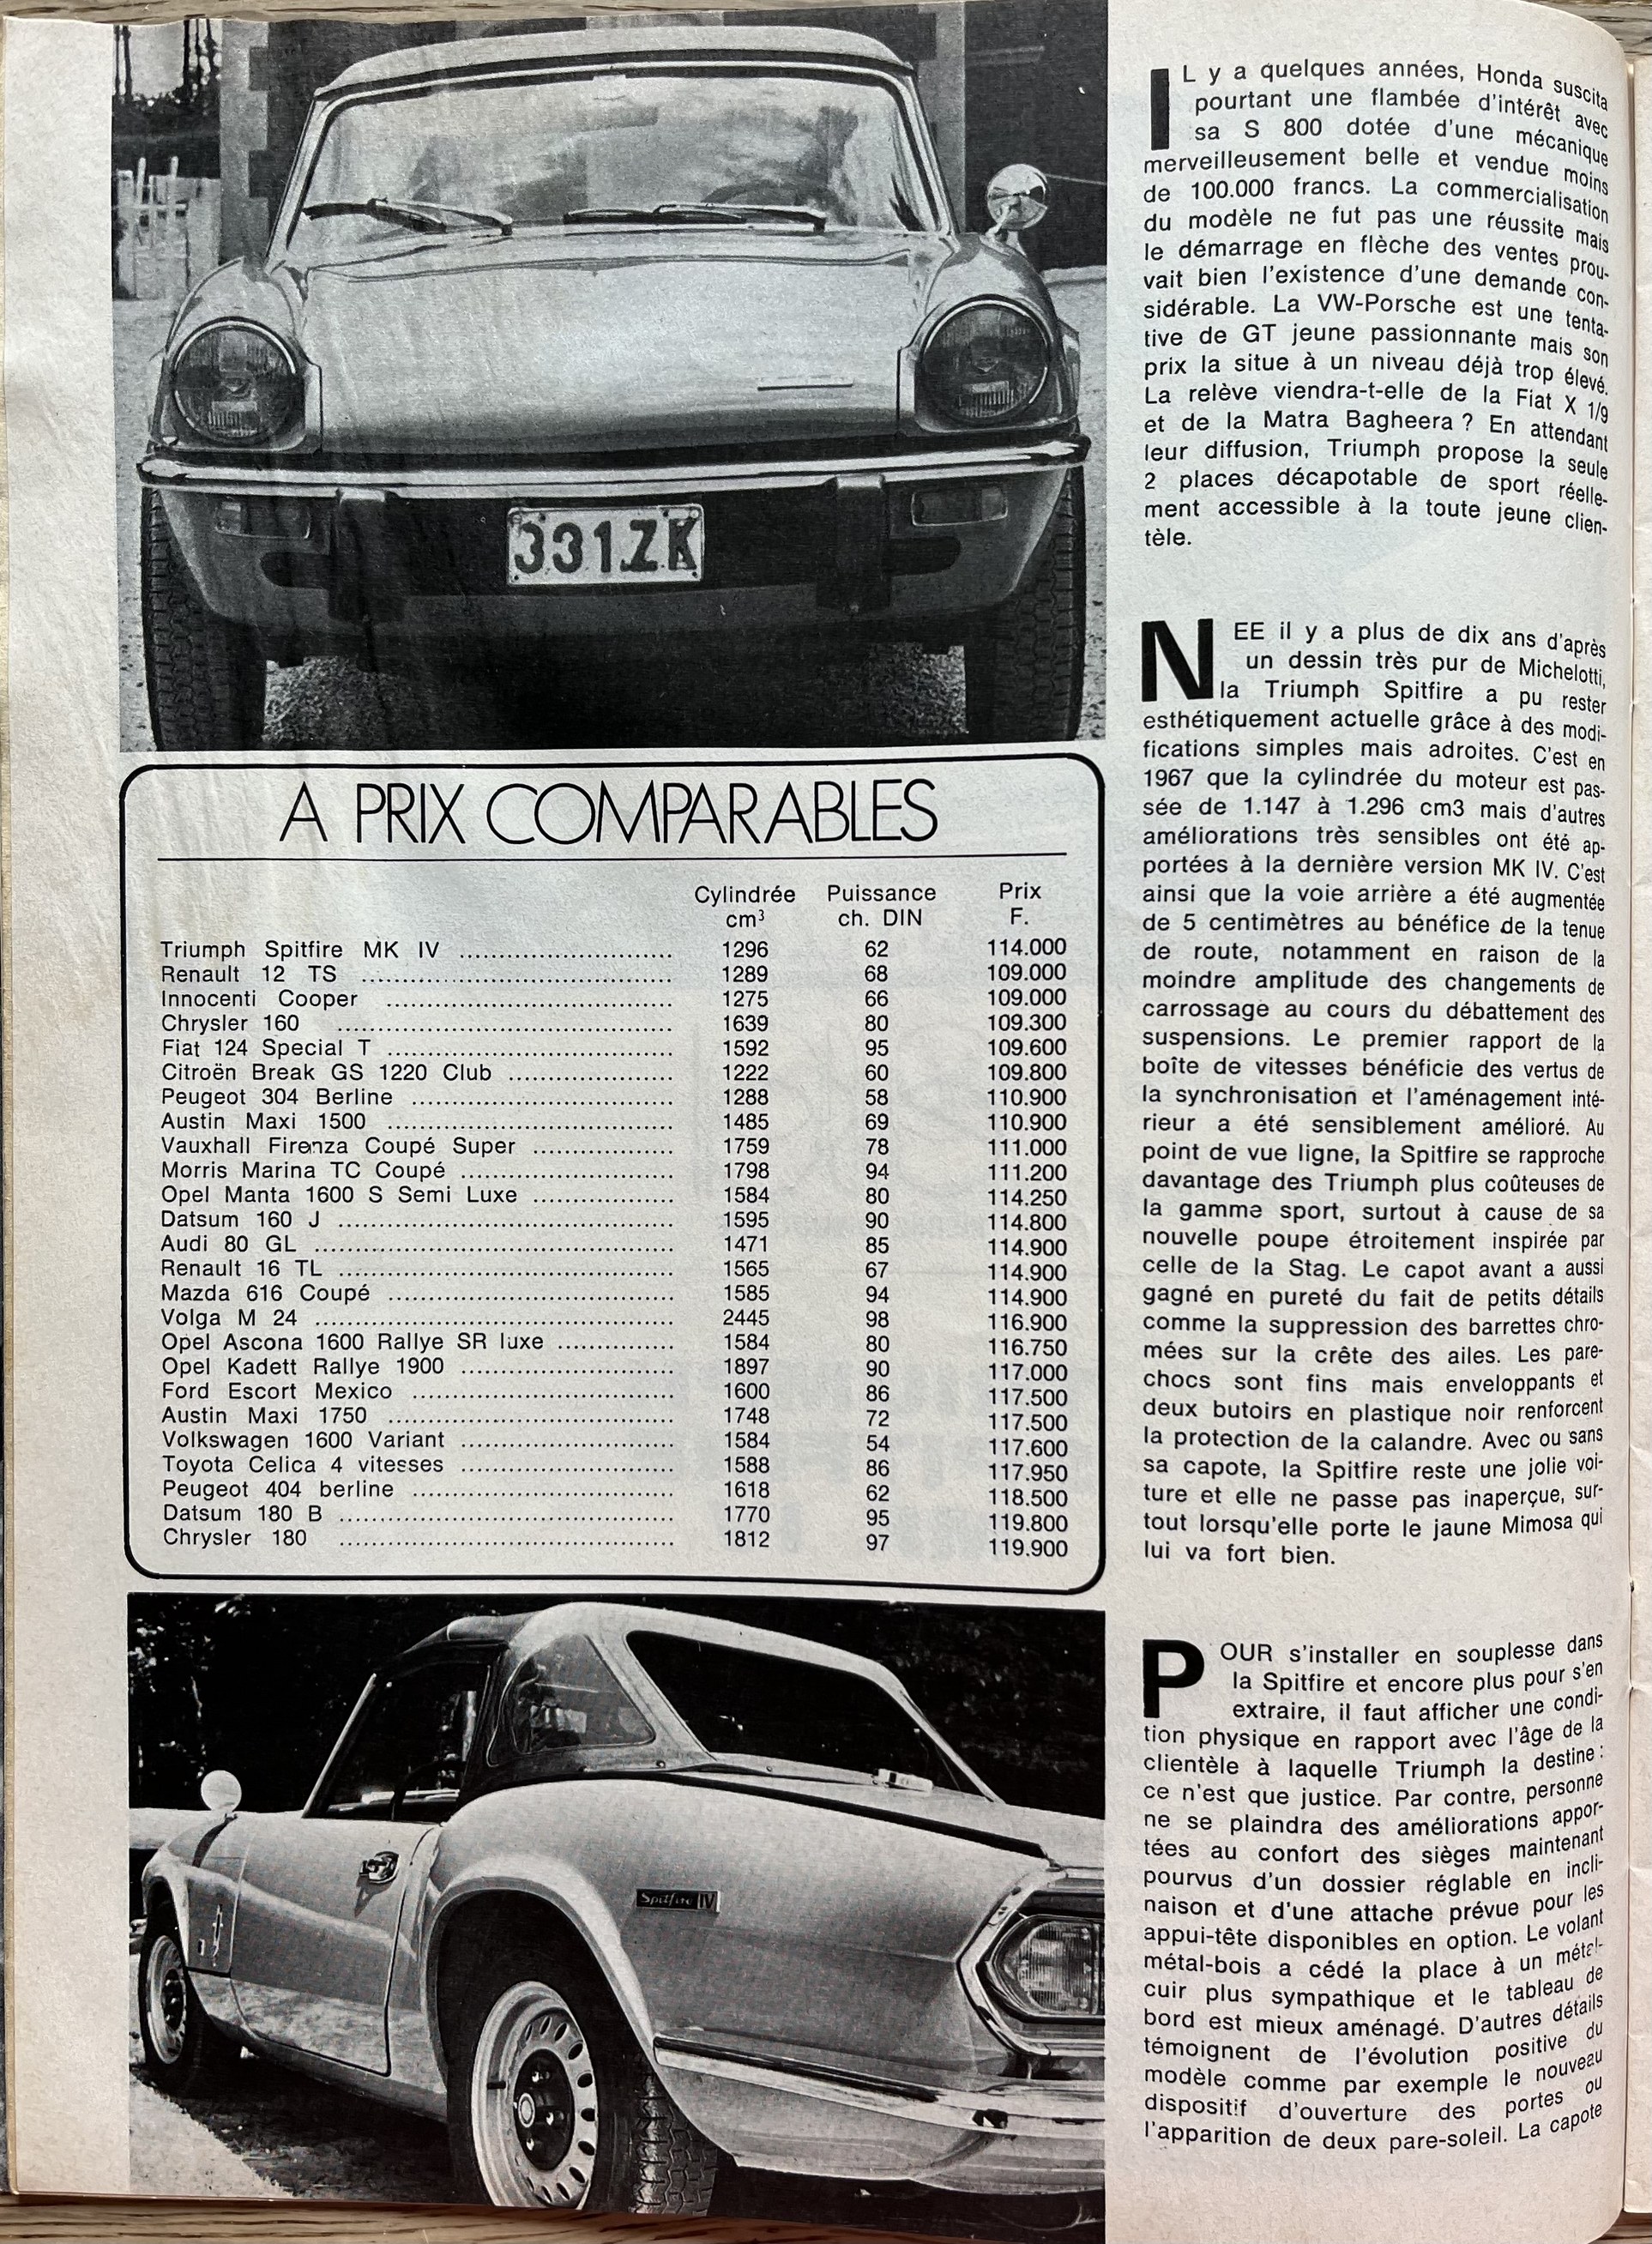 331.ZK
A PRIX COMPARABLES
Cylindrée cm³ Puissance ch. DIN Prix F.
Triumph Spitfire MK IV 1296 62 114.000
Renault 12 TS 1289 68 109.000
Innocenti Cooper 1275 66 109.000
Chrysler 160 1639 80 109.300
Fiat 124 Special T 1592 95 109.600
Citroën Break GS 1220 Club 1222 60 109.800
Peugeot 304 Berline 1288 58 110.900
Austin Maxi 1500 1485 69 110.900
Vauxhall Firenza Coupé Super 1759 78 111.000
Morris Marina TC Coupé 1798 94 111.200
Opel Manta 1600 S Semi Luxe 1584 80 114.250
Datsum 160 J 1595 90 114.800
Audi 80 GL 1471 85 114.900
Renault 16 TL 1565 67 114.900
Mazda 616 Coupé 1585 94 114.900
Volga M 24 2445 98 116.900
Opel Ascona 1600 Rallye SR luxe 1584 80 116.750
Opel Kadett Rallye 1900 1897 90 117.000
Ford Escort Mexico 1600 86 117.500
Austin Maxi 1750 1748 72 117.500
Volkswagen 1600 Variant 1584 54 117.600
Toyota Celica 4 vitesses 1588 86 117.950
Peugeot 404 berline 1618 62 118.500
Datsum 180 B 1770 95 119.800
Chrysler 180 1812 97 119.900
Spitfire IV
IL y a quelques années, Honda suscita
pourtant une flambée d'intérêt avec
sa S 800 dotée d'une mécanique
merveilleusement belle et vendue moins
de 100.000 francs. La commercialisation
du modèle ne fut pas une réussite mais
le démarrage en flèche des ventes prou-
vait bien l'existence d'une demande con-
sidérable. La VW-Porsche est une tenta-
tive de GT jeune passionnante mais son
prix la situe à un niveau déjà trop élevé.
La relève viendra-t-elle de la Fiat X 1/9
et de la Matra Bagheera ? En attendant
leur diffusion, Triumph propose la seule
2 places décapotable de sport réelle-
ment accessible à la toute jeune clien-
tèle.
NEE il y a plus de dix ans d'après
un dessin très pur de Michelotti,
la Triumph Spitfire a pu rester
esthétiquement actuelle grâce à des modi-
fications simples mais adroites. C'est en
1967 que la cylindrée du moteur est pas-
sée de 1.147 à 1.296 cm3 mais d'autres
améliorations très sensibles ont été ap-
portées à la dernière version MK IV. C'est
ainsi que la voie arrière a été augmentée
de 5 centimètres au bénéfice de la tenue
de route, notamment en raison de la
moindre amplitude des changements de
carrossage au cours du débattement des
suspensions. Le premier rapport de la
boîte de vitesses bénéficie des vertus de
la synchronisation et l'aménagement inté-
rieur a été sensiblement amélioré. Au
point de vue ligne, la Spitfire se rapproche
davantage des Triumph plus coûteuses de
la gamme sport, surtout à cause de sa
nouvelle poupe étroitement inspirée par
celle de la Stag. Le capot avant a aussi
gagné en pureté du fait de petits détails
comme la suppression des barrettes chro-
mées sur la crête des ailes. Les pare-
chocs sont fins mais enveloppants et
deux butoirs en plastique noir renforcent
la protection de la calandre. Avec ou sans
sa capote, la Spitfire reste une jolie voi-
ture et elle ne passe pas inaperçue, sur-
tout lorsqu'elle porte le jaune Mimosa qui
lui va fort bien.
POUR s'installer en souplesse dans
la Spitfire et encore plus pour s'en
extraire, il faut afficher une condi-
tion physique en rapport avec l'âge de la
clientèle à laquelle Triumph la destine :
ce n'est que justice. Par contre, personne
ne se plaindra des améliorations appor-
tées au confort des sièges maintenant
pourvus d'un dossier réglable en incli-
naison et d'une attache prévue pour les
appui-tête disponibles en option. Le volant
métal-bois a cédé la place à un métal-
cuir plus sympathique et le tableau de
bord est mieux aménagé. D'autres détails
témoignent de l'évolution positive du
modèle comme par exemple le nouveau
dispositif d'ouverture des portes ou
l'apparition de deux pare-soleil. La capote